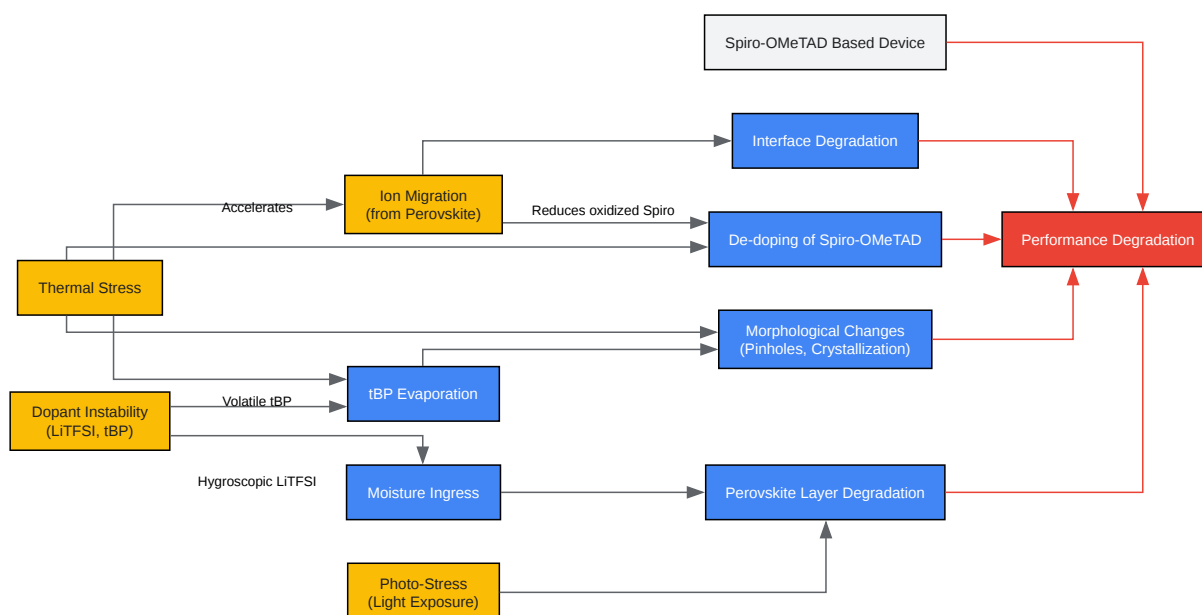 Spiro-OMeTAD Based Device
Interface Degradation
Ion Migration
(from Perovskite)
Accelerates
Reduces oxidized Spiro
De-doping of Spiro-OMeTAD
Performance Degradation
Thermal Stress
Morphological Changes
(Pinholes, Crystallization)
tBP Evaporation
Volatile tBP
Dopant Instability
(LiTFSI, tBP)
Hygroscopic LiTFSI
Moisture Ingress
Perovskite Layer Degradation
Photo-Stress
(Light Exposure)